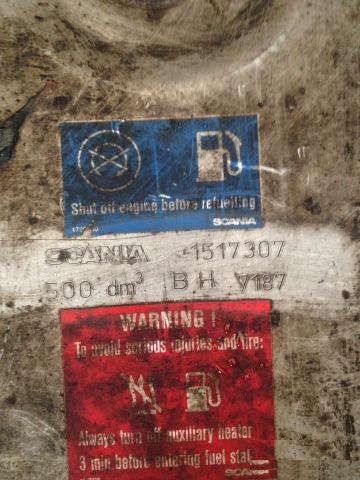 Shut off engine before refuelling
SCANIA
SCANIA 1517307
500 dm³ BH V187
WARNING !
To avoid serious injuries and fire:
Always turn off auxiliary heater
3 min before entering fuel stat.
SCANIA